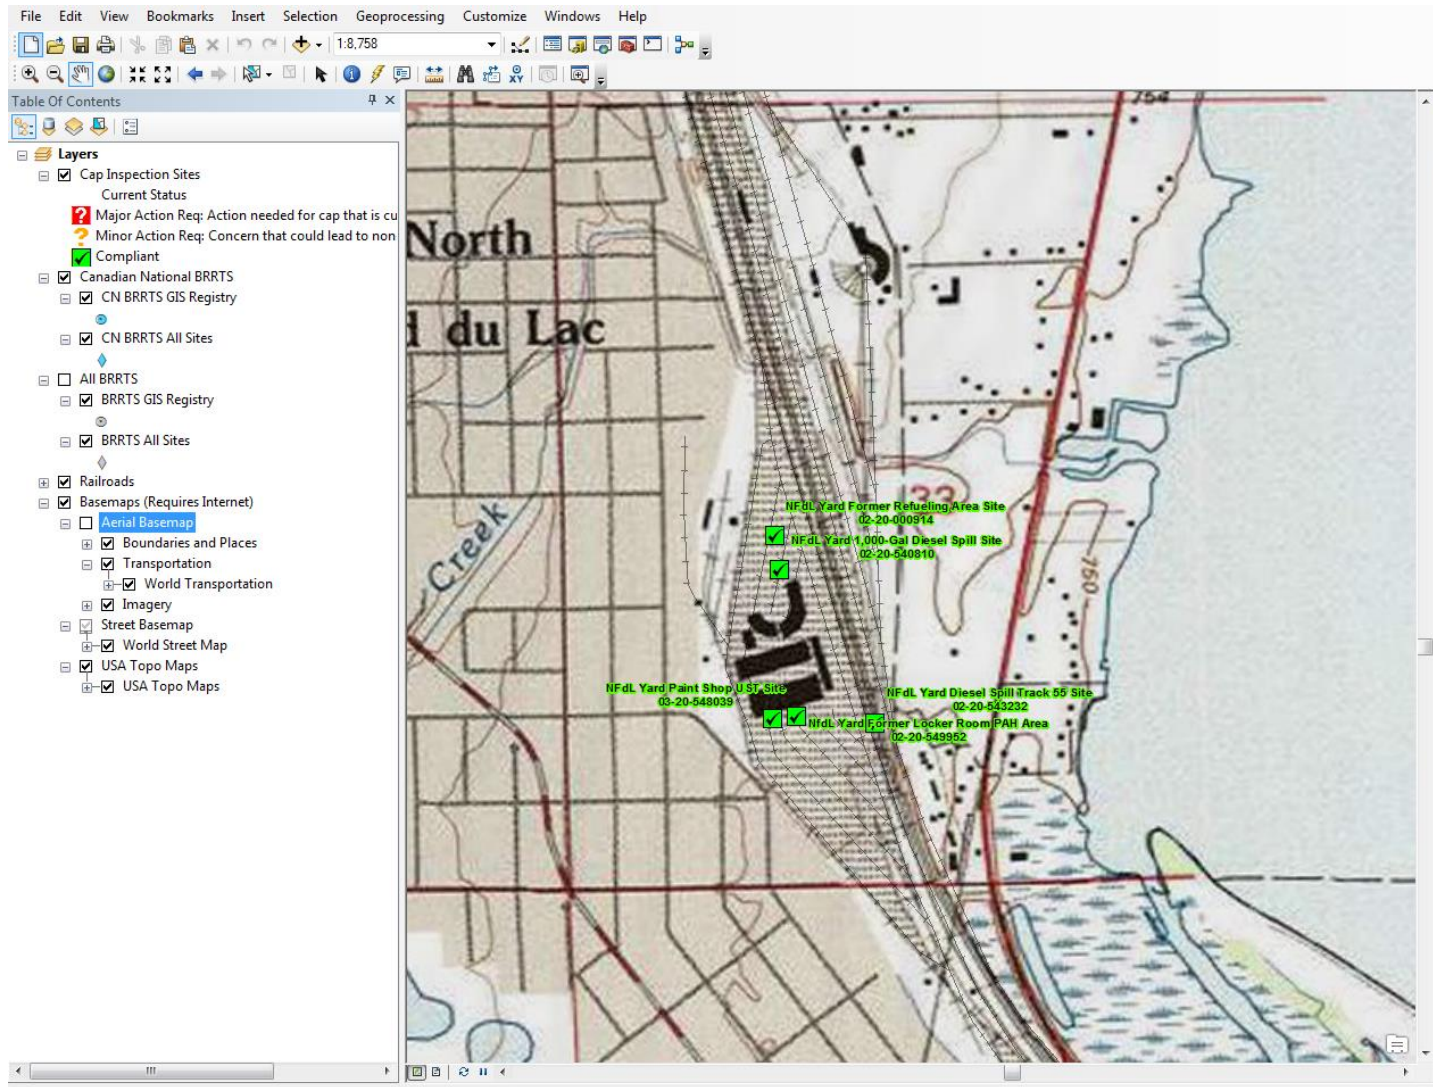 File Edit View Bookmarks Insert Selection Geoprocessing Customize Windows Help
1:8,758
Table Of Contents
Layers
Cap Inspection Sites
Current Status
Major Action Req: Action needed for cap that is cu
Minor Action Req: Concern that could lead to non
Compliant
Canadian National BRRTS
CN BRRTS GIS Registry
CN BRRTS All Sites
All BRRTS
BRRTS GIS Registry
BRRTS All Sites
Railroads
Basemaps (Requires Internet)
Aerial Basemap
Boundaries and Places
Transportation
World Transportation
Imagery
Street Basemap
World Street Map
USA Topo Maps
USA Topo Maps
754
North
d du Lac
Creek
33
750
NFdL Yard Former Refueling Area Site
02-20-000914
NFdL Yard 1,000-Gal Diesel Spill Site
02-20-540810
NFdL Yard Paint Shop UST Site
03-20-548039
NFdL Yard Diesel Spill Track 55 Site
02-20-543232
NfdL Yard Former Locker Room PAH Area
02-20-549952